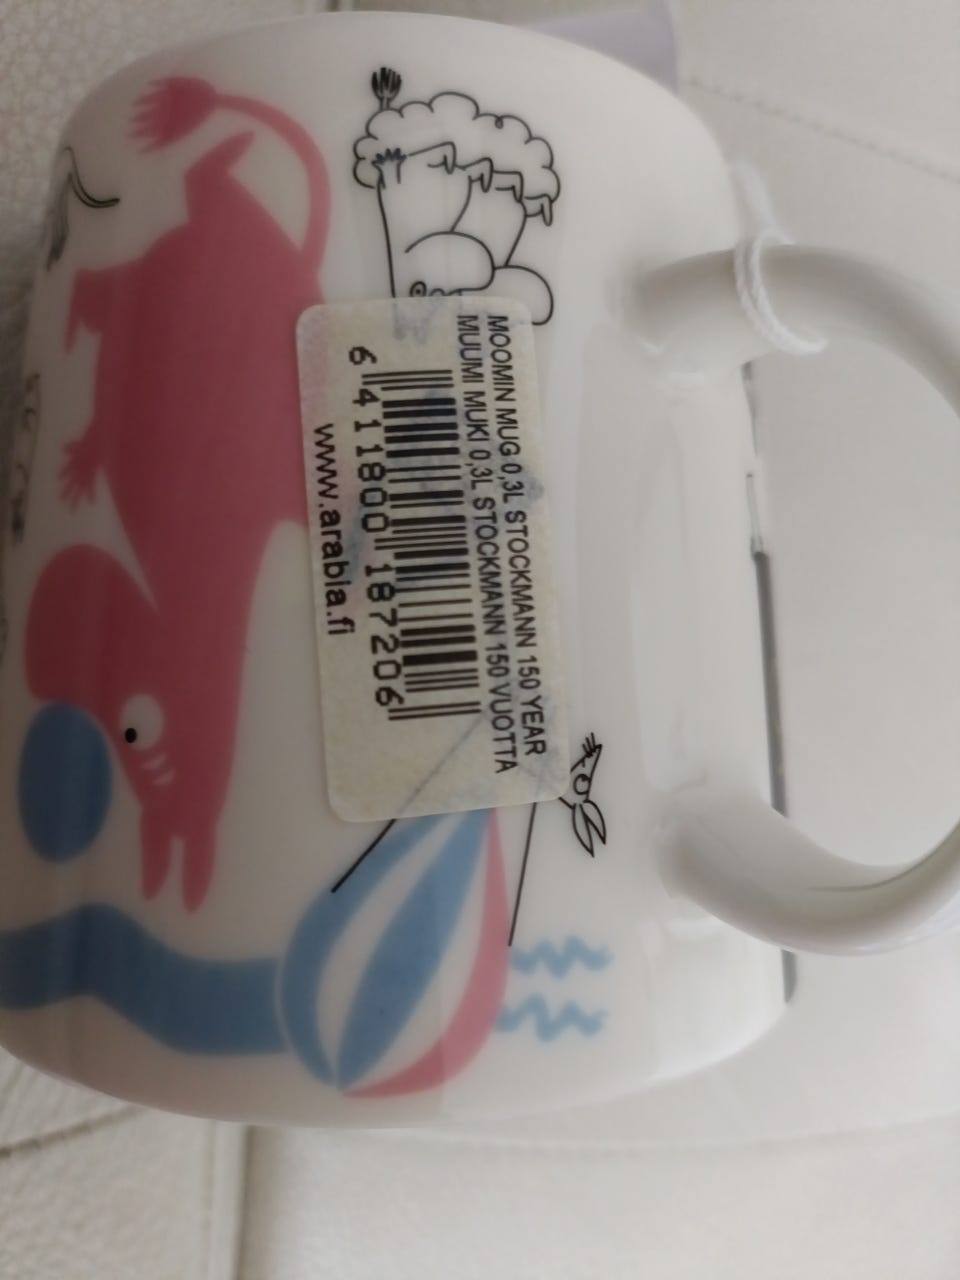 MOOMIN MUG 0,3L STOCKMANN 150 YEAR
MUUMI MUKI 0,3L STOCKMANN 150 VUOTTA
6 411800 187206
www.arabia.fi